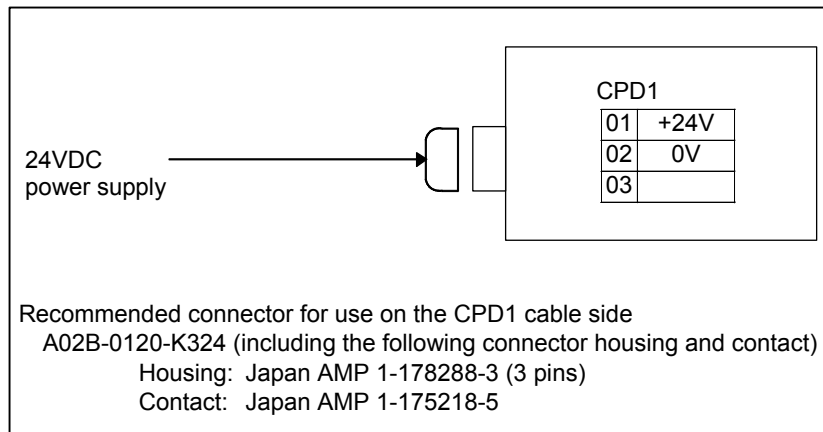 CPD1
01 +24V
02 0V
03
24VDC
power supply
Recommended connector for use on the CPD1 cable side
A02B-0120-K324 (including the following connector housing and contact)
Housing: Japan AMP 1-178288-3 (3 pins)
Contact: Japan AMP 1-175218-5